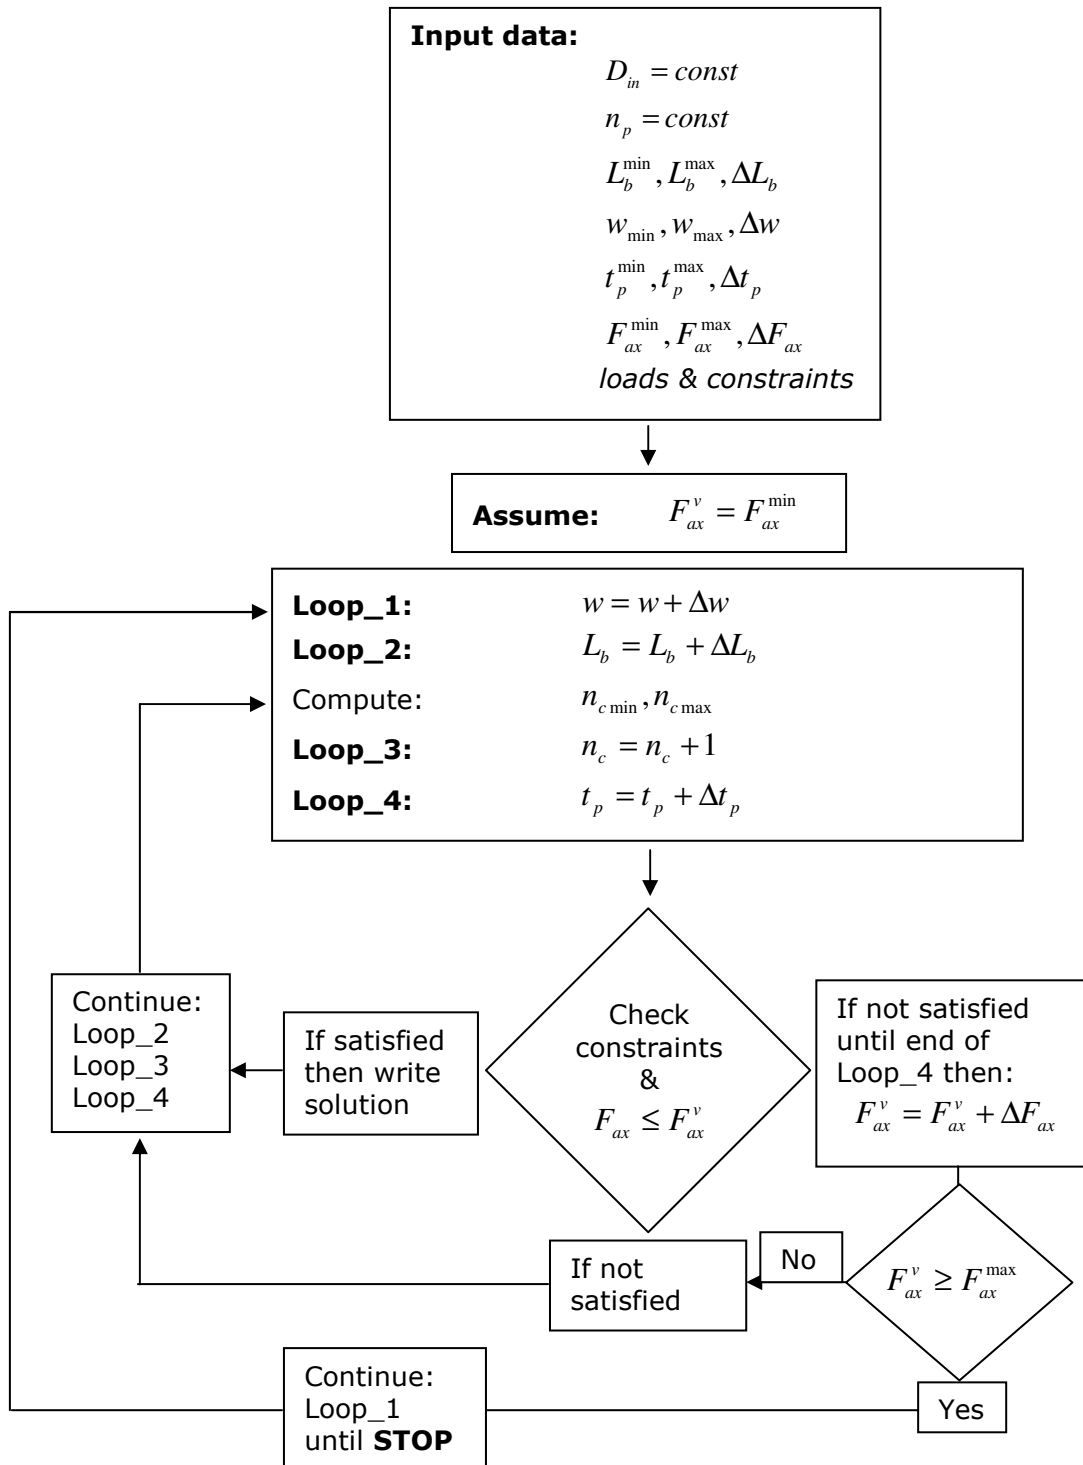 Input data:
D_in = const
n_p = const
L_b^min, L_b^max, ΔL_b
w_min, w_max, Δw
t_p^min, t_p^max, Δt_p
F_ax^min, F_ax^max, ΔF_ax
loads & constraints
Assume: F_ax^v = F_ax^min
Loop_1: w = w + Δw
Loop_2: L_b = L_b + ΔL_b
Compute: n_c min, n_c max
Loop_3: n_c = n_c + 1
Loop_4: t_p = t_p + Δt_p
Check
constraints
&
F_ax ≤ F_ax^v
If satisfied
then write
solution
Continue:
Loop_2
Loop_3
Loop_4
If not satisfied
until end of
Loop_4 then:
F_ax^v = F_ax^v + ΔF_ax
F_ax^v ≥ F_ax^max
No
If not
satisfied
Yes
Continue:
Loop_1
until STOP